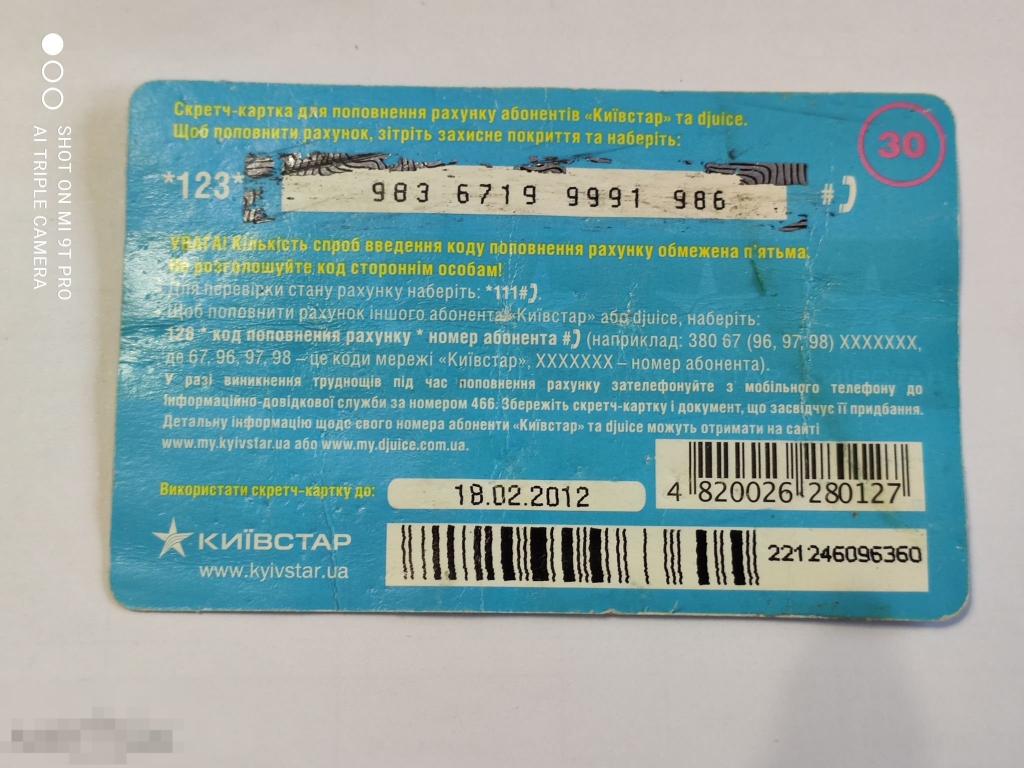 Скретч-картка для поповнення рахунку абонентів «Київстар» та djuice.
Щоб поповнити рахунок, зітріть захисне покриття та наберіть:
30
*123* 983 6719 9991 986 #
УВАГА! Кількість спроб введення коду поповнення рахунку обмежена п'ятьма.
Не розголошуйте код стороннім особам!
Для перевірки стану рахунку наберіть: *111#
Щоб поповнити рахунок іншого абонента «Київстар» або djuice, наберіть:
128 * код поповнення рахунку * номер абонента # (наприклад: 380 67 (96, 97, 98) XXXXXXX,
де 67, 96, 97, 98 – це коди мережі «Київстар», XXXXXXX – номер абонента).
У разі виникнення труднощів під час поповнення рахунку зателефонуйте з мобільного телефону до
Інформаційно-довідкової служби за номером 466. Збережіть скретч-картку і документ, що засвідчує її придбання.
Детальну інформацію щодо свого номера абоненти «Київстар» та djuice можуть отримати на сайті
www.my.kyivstar.ua або www.my.djuice.com.ua.
Використати скретч-картку до: 18.02.2012
4 820026 280127
КИЇВСТАР
www.kyivstar.ua
221246096360
SHOT ON MI 9T PRO
AI TRIPLE CAMERA